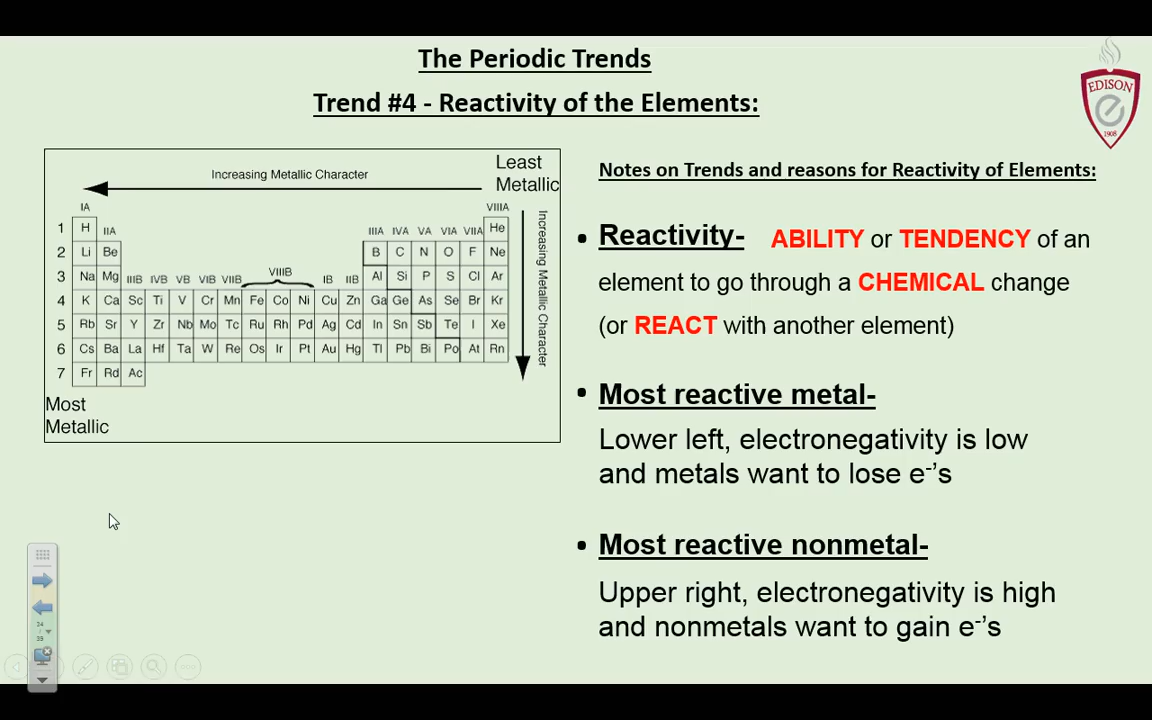 The Periodic Trends
Trend #4 - Reactivity of the Elements:
EDISON
e
1908
Least
Metallic
Increasing Metallic Character
IA
VIIIA
1 H He
IIA IIIA IVA VA VIA VIIA
2 Li Be B C N O F Ne
3 Na Mg IIIB IVB VB VIB VIIB VIIIB IB IIB Al Si P S Cl Ar
4 K Ca Sc Ti V Cr Mn Fe Co Ni Cu Zn Ga Ge As Se Br Kr
5 Rb Sr Y Zr Nb Mo Tc Ru Rh Pd Ag Cd In Sn Sb Te I Xe
6 Cs Ba La Hf Ta W Re Os Ir Pt Au Hg Tl Pb Bi Po At Rn
7 Fr Rd Ac
Increasing Metallic Character
Most
Metallic
Notes on Trends and reasons for Reactivity of Elements:
• Reactivity- ABILITY or TENDENCY of an
element to go through a CHEMICAL change
(or REACT with another element)
• Most reactive metal-
Lower left, electronegativity is low
and metals want to lose e-'s
• Most reactive nonmetal-
Upper right, electronegativity is high
and nonmetals want to gain e-'s
34
/
39